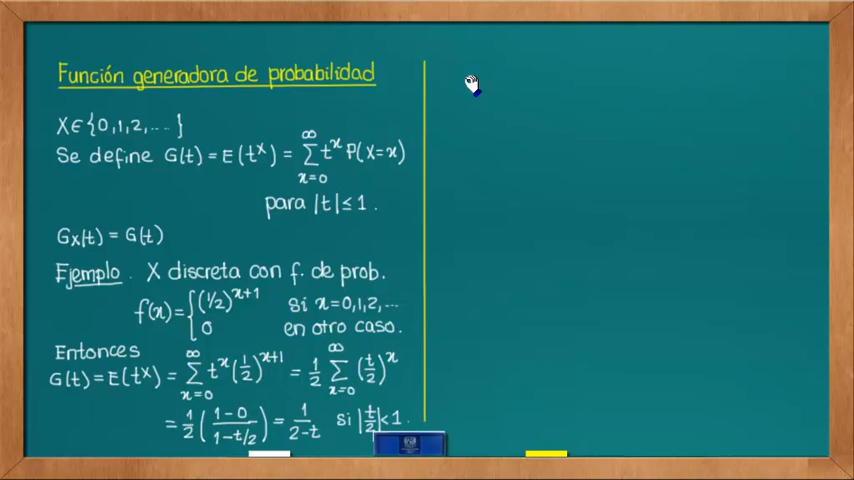 Función generadora de probabilidad
X∈{0,1,2,...}
Se define G(t)=E(t^X)=∑_{x=0}^{∞} t^x P(X=x)
para |t|≤1.
G_X(t)=G(t)
Ejemplo. X discreta con f. de prob.
f(x)={(1/2)^{x+1} si x=0,1,2,...
0 en otro caso.
Entonces
G(t)=E(t^X)=∑_{x=0}^{∞} t^x (1/2)^{x+1} = 1/2 ∑_{x=0}^{∞} (t/2)^x
= 1/2 ((1-0)/(1-t/2)) = 1/(2-t) si |t/2|<1.